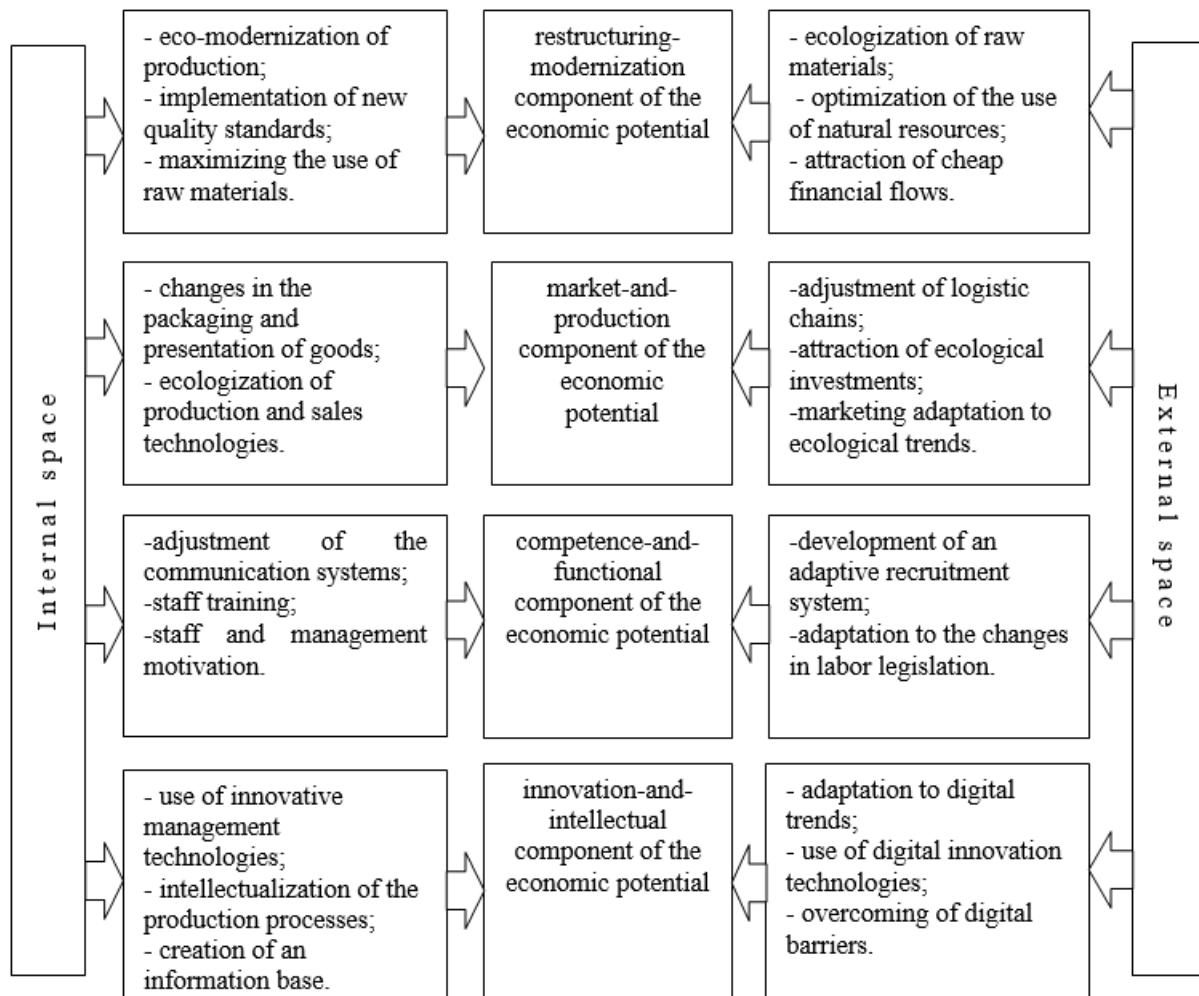 Internal space
- eco-modernization of
production;
- implementation of new
quality standards;
- maximizing the use of
raw materials.
restructuring-
modernization
component of the
economic potential
- ecologization of raw
materials;
- optimization of the use
of natural resources;
- attraction of cheap
financial flows.
- changes in the
packaging and
presentation of goods;
- ecologization of
production and sales
technologies.
market-and-
production
component of the
economic
potential
-adjustment of logistic
chains;
-attraction of ecological
investments;
-marketing adaptation to
ecological trends.
-adjustment of the
communication systems;
-staff training;
-staff and management
motivation.
competence-and-
functional
component of the
economic potential
-development of an
adaptive recruitment
system;
-adaptation to the changes
in labor legislation.
- use of innovative
management
technologies;
- intellectualization of the
production processes;
- creation of an
information base.
innovation-and-
intellectual
component of the
economic potential
- adaptation to digital
trends;
- use of digital innovation
technologies;
- overcoming of digital
barriers.
External space